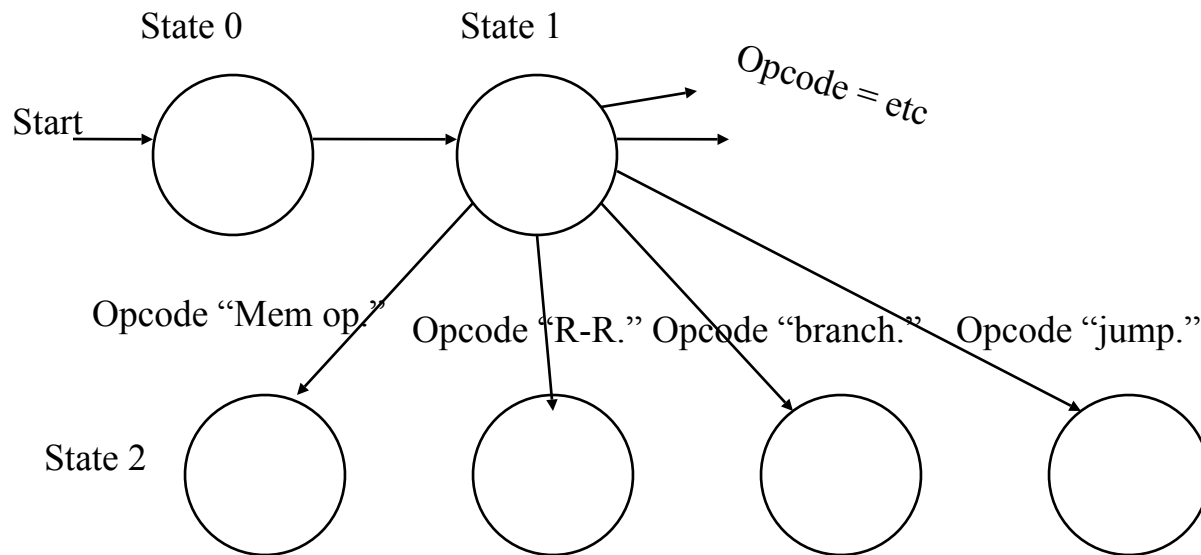 State 0
State 1
Opcode = etc
Start
Opcode “Mem op.”
Opcode “R-R.”
Opcode “branch.”
Opcode “jump.”
State 2